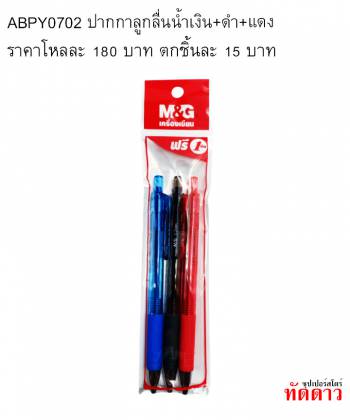 ABPY0702 ปากกาลูกลื่นน้ำเงิน+ดำ+แดง
ราคาโหลละ 180 บาท ตกชิ้นละ 15 บาท
M&G
เครื่องเขียน
ฟรี 1
M&G
ซุปเปอร์สโตร์
ทัดดาว